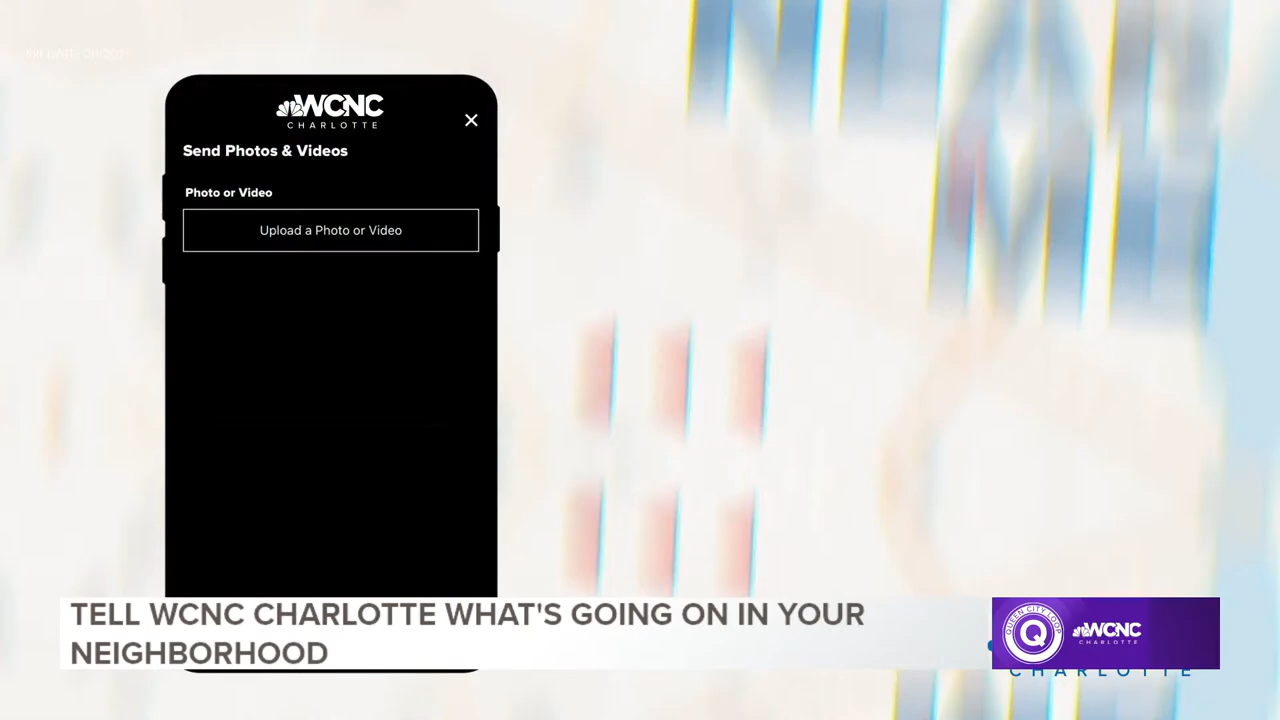 WCNC
CHARLOTTE
Send Photos & Videos
Photo or Video
Upload a Photo or Video
TELL WCNC CHARLOTTE WHAT'S GOING ON IN YOUR
NEIGHBORHOOD
QUEEN CITY LOOP
Q
WCNC
CHARLOTTE
CHARLOTTE